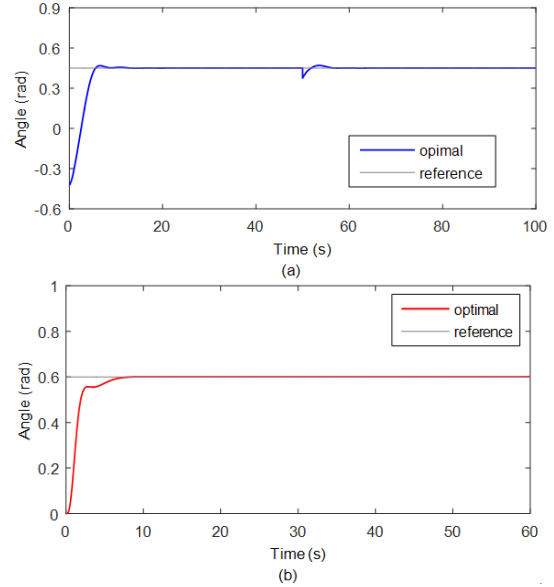 0.9
0.6
0.3
0
-0.3
-0.6
Angle (rad)
opimal
reference
0 20 40 60 80 100
Time (s)
(a)
1
0.8
0.6
0.4
0.2
0
Angle (rad)
optimal
reference
0 10 20 30 40 50 60
Time (s)
(b)